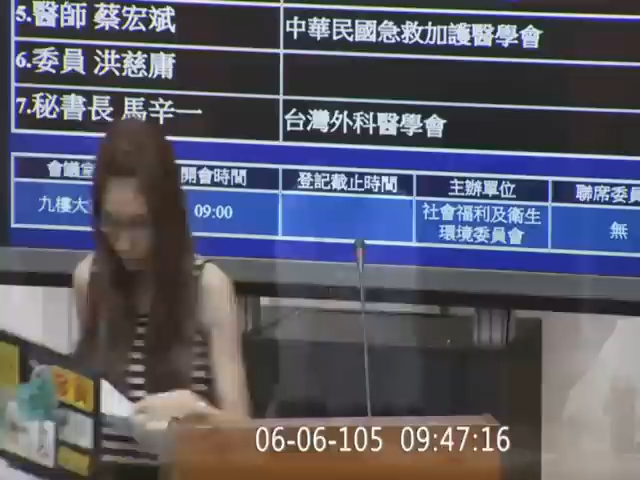 5.醫師 蔡宏斌
中華民國急救加護醫學會
6.委員 洪慈庸
7.秘書長 馬辛一
台灣外科醫學會
會議室 開會時間 登記截止時間 主辦單位 聯席委員
九樓大 09:00 社會福利及衛生 無
環境委員會
06-06-105 09:47:16